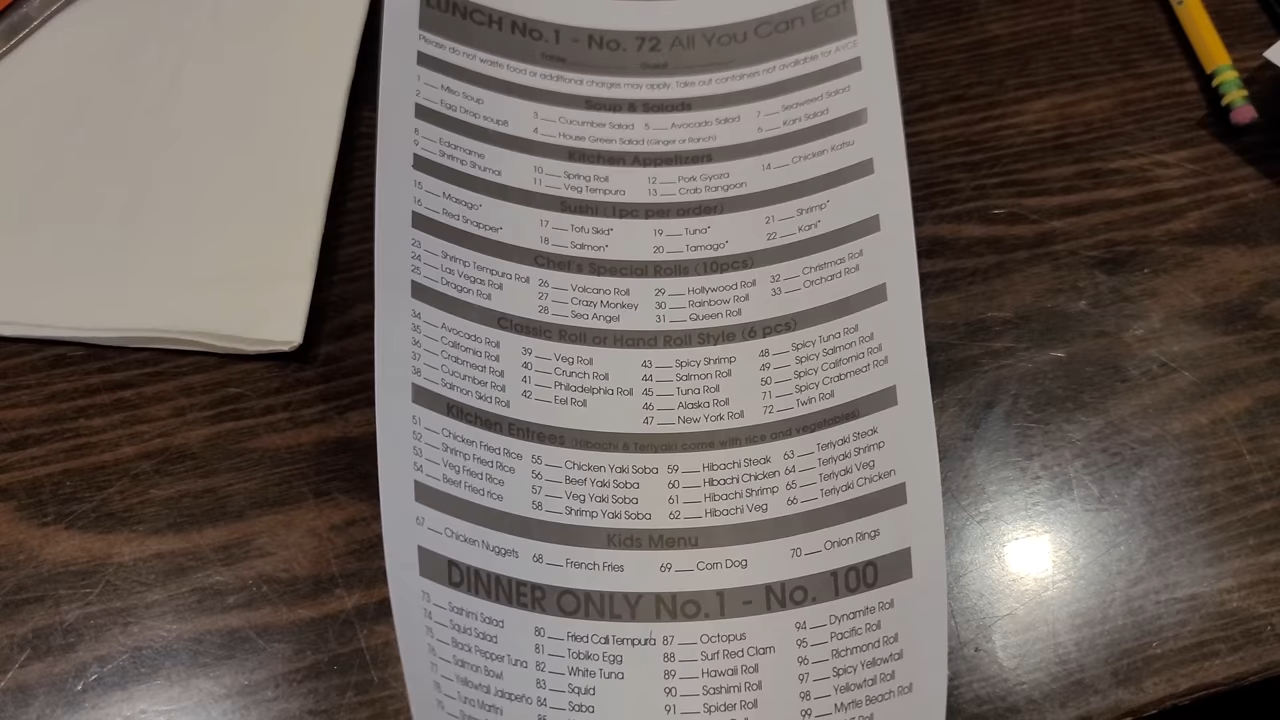 LUNCH No.1 - No. 72 All You Can Eat
Please do not waste food or additional charges may apply. Take out containers not available for AYCE
Soup & Salads
1 ___ Miso Soup
2 ___ Egg Drop soup8
3 ___ Cucumber Salad
4 ___ House Green Salad (Ginger or Ranch)
5 ___ Avocado Salad
6 ___ Kani Salad
7 ___ Seaweed Salad
Kitchen Appetizers
8 ___ Edamame
9 ___ Shrimp Shumai
10 ___ Spring Roll
11 ___ Veg Tempura
12 ___ Pork Gyoza
13 ___ Crab Rangoon
14 ___ Chicken Katsu
Sushi (1pc per order)
15 ___ Masago*
16 ___ Red Snapper*
17 ___ Tofu Skid*
18 ___ Salmon*
19 ___ Tuna*
20 ___ Tamago*
21 ___ Shrimp*
22 ___ Kani*
Chef's Special Rolls (10pcs)
23 ___ Shrimp Tempura Roll
24 ___ Las Vegas Roll
25 ___ Dragon Roll
26 ___ Volcano Roll
27 ___ Crazy Monkey
28 ___ Sea Angel
29 ___ Hollywood Roll
30 ___ Rainbow Roll
31 ___ Queen Roll
32 ___ Christmas Roll
33 ___ Orchard Roll
Classic Roll or Hand Roll Style (6 pcs)
34 ___ Avocado Roll
35 ___ California Roll
36 ___ Crabmeat Roll
37 ___ Cucumber Roll
38 ___ Salmon Skid Roll
39 ___ Veg Roll
40 ___ Crunch Roll
41 ___ Philadelphia Roll
42 ___ Eel Roll
43 ___ Spicy Shrimp
44 ___ Salmon Roll
45 ___ Tuna Roll
46 ___ Alaska Roll
47 ___ New York Roll
48 ___ Spicy Tuna Roll
49 ___ Spicy Salmon Roll
50 ___ Spicy California Roll
71 ___ Spicy Crabmeat Roll
72 ___ Twin Roll
Kitchen Entrees (Hibachi & Teriyaki come with rice and vegetables)
51 ___ Chicken Fried Rice
52 ___ Shrimp Fried Rice
53 ___ Veg Fried Rice
54 ___ Beef Fried rice
55 ___ Chicken Yaki Soba
56 ___ Beef Yaki Soba
57 ___ Veg Yaki Soba
58 ___ Shrimp Yaki Soba
59 ___ Hibachi Steak
60 ___ Hibachi Chicken
61 ___ Hibachi Shrimp
62 ___ Hibachi Veg
63 ___ Teriyaki Steak
64 ___ Teriyaki Shrimp
65 ___ Teriyaki Veg
66 ___ Teriyaki Chicken
Kids Menu
67 ___ Chicken Nuggets
68 ___ French Fries
69 ___ Corn Dog
70 ___ Onion Rings
DINNER ONLY No.1 - No. 100
73 ___ Sashimi Salad
74 ___ Squid Salad
75 ___ Black Pepper Tuna
76 ___ Salmon Bowl
77 ___ Yellowtail Jalapeño
78 ___ Tuna Martini
79
80 ___ Fried Cali Tempura
81 ___ Tobiko Egg
82 ___ White Tuna
83 ___ Squid
84 ___ Saba
87 ___ Octopus
88 ___ Surf Red Clam
89 ___ Hawaii Roll
90 ___ Sashimi Roll
91 ___ Spider Roll
94 ___ Dynamite Roll
95 ___ Pacific Roll
96 ___ Richmond Roll
97 ___ Spicy Yellowtail
98 ___ Yellowtail Roll
99 ___ Myrtle Beach Roll